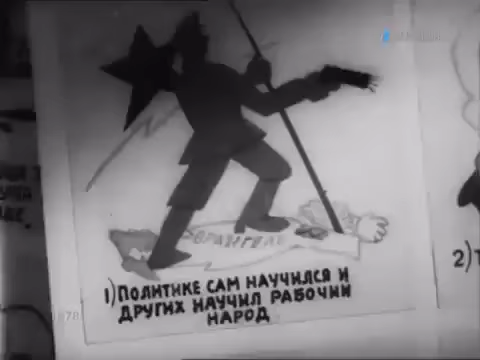 ВРАНГЕЛЬ
1) ПОЛИТИКЕ САМ НАУЧИЛСЯ И
ДРУГИХ НАУЧИЛ РАБОЧИЙ
НАРОД
2)